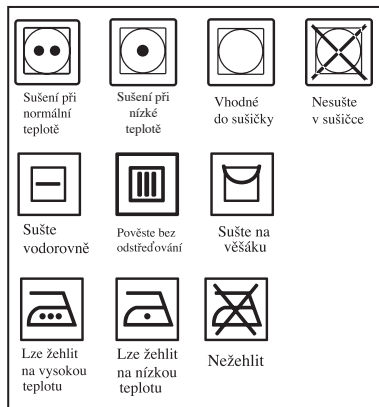 Sušení při
normální
teplotě
Sušení při
nízké
teplotě
Vhodné
do sušičky
Nesušte
v sušičce
Sušte
vodorovně
Pověste bez
odstřeďování
Sušte na
věšáku
Lze žehlit
na vysokou
teplotu
Lze žehlit
na nízkou
teplotu
Nežehlit